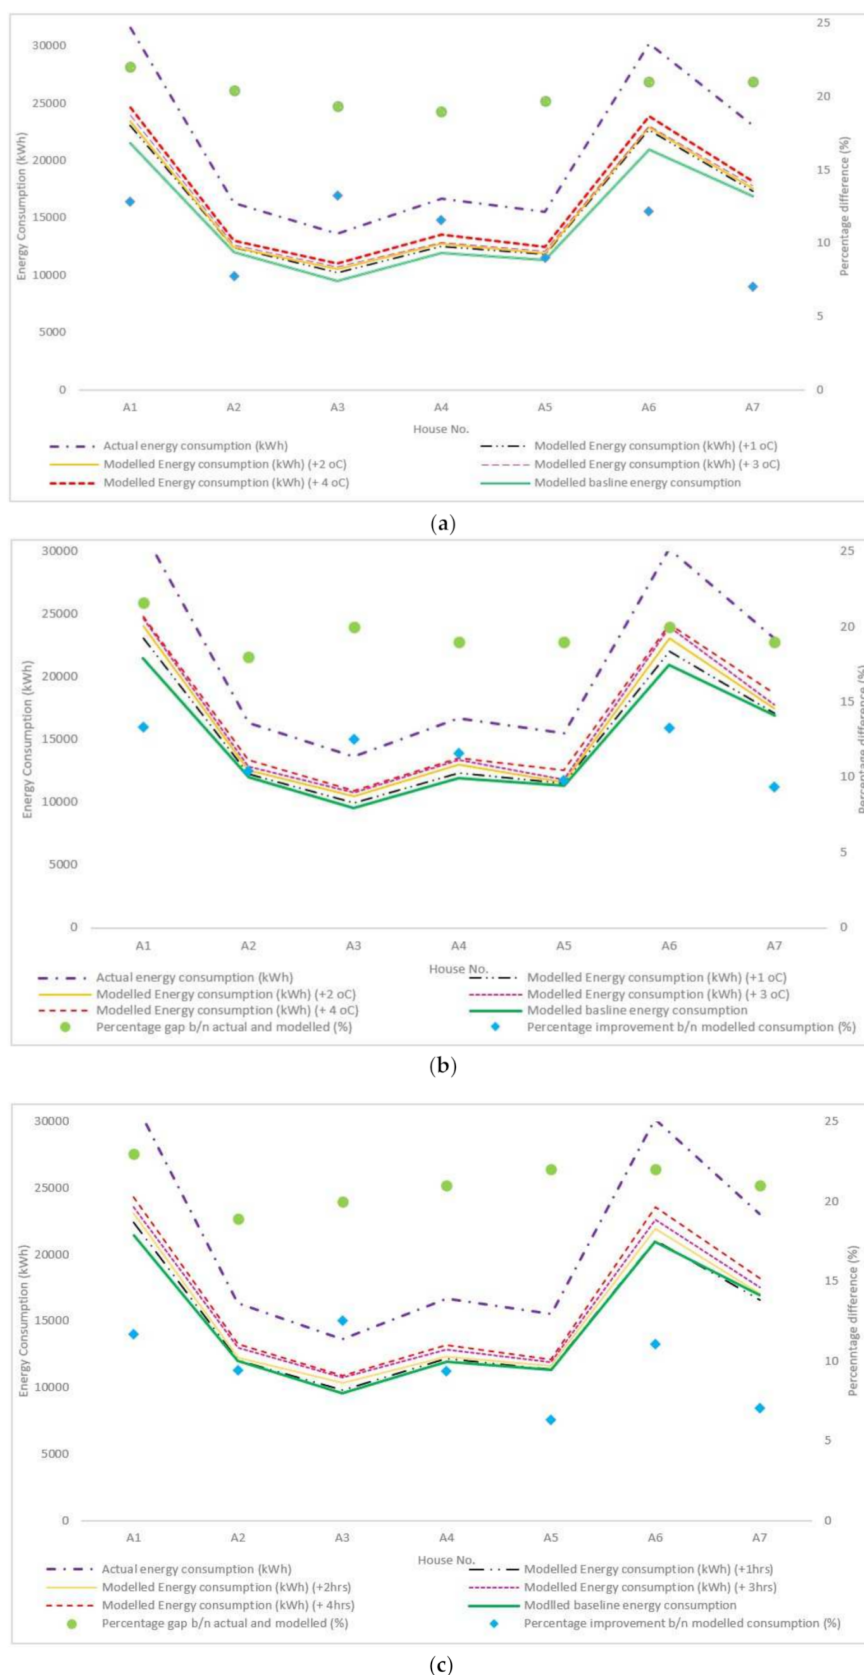 30000
25000
20000
15000
10000
5000
0
Energy Consumption (kWh)
25
20
15
10
5
0
Percentage difference (%)
A1 A2 A3 A4 A5 A6 A7
House No.
Actual energy consumption (kWh) Modelled Energy consumption (kWh) (+1 oC)
Modelled Energy consumption (kWh) (+2 oC) Modelled Energy consumption (kWh) (+ 3 oC)
Modelled Energy consumption (kWh) (+ 4 oC) Modelled basline energy consumption
(a)
30000
25000
20000
15000
10000
5000
0
Energy Consumption (kWh)
25
20
15
10
5
0
Percentage difference (%)
A1 A2 A3 A4 A5 A6 A7
House No.
Actual energy consumption (kWh) Modelled Energy consumption (kWh) (+1 oC)
Modelled Energy consumption (kWh) (+2 oC) Modelled Energy consumption (kWh) (+ 3 oC)
Modelled Energy consumption (kWh) (+ 4 oC) Modelled basline energy consumption
Percentage gap b/n actual and modelled (%) Percentage improvement b/n modelled consumption (%)
(b)
30000
25000
20000
15000
10000
5000
0
Energy Consumption (kWh)
25
20
15
10
5
0
Percenntage difference (%)
A1 A2 A3 A4 A5 A6 A7
House No.
Actual energy consumption (kWh) Modelled Energy consumption (kWh) (+1hrs)
Modelled Energy consumption (kWh) (+2hrs) Modelled Energy consumption (kWh) (+ 3hrs)
Modelled Energy consumption (kWh) (+ 4hrs) Modlled baseline energy consumption
Percentage gap b/n actual and modelled (%) Percentage improvement b/n modelled consumption (%)
(c)